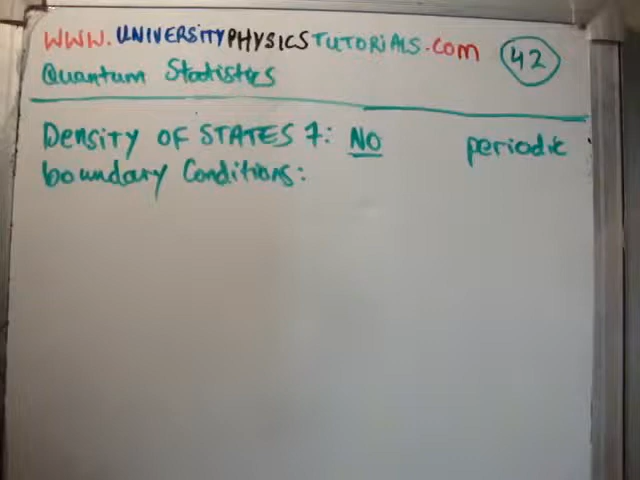 WWW.UNIVERSITYPHYSICSTUTORIALS.COM
42
Quantum Statistics
DENSITY OF STATES 7: NO periodic
boundary Conditions: